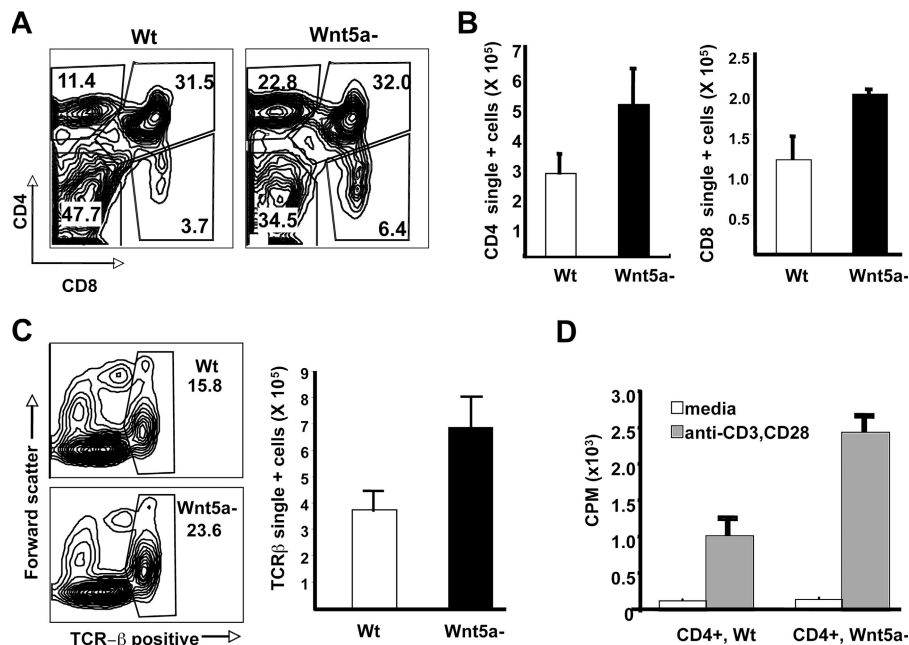 A
Wt
Wnt5a-
11.4
31.5
47.7
3.7
22.8
32.0
34.5
6.4
CD4
CD8
B
CD4 single + cells (X 10⁵)
7
6
5
4
3
2
1
Wt
Wnt5a-
CD8 single + cells (X 10⁵)
2.5
2.0
1.5
1.0
0.5
Wt
Wnt5a-
C
Forward scatter
Wt
15.8
Wnt5a-
23.6
TCR-β positive
TCRβ single + cells (X 10⁵)
9
8
7
6
5
4
3
2
1
Wt
Wnt5a-
D
CPM (x10³)
3.0
2.5
2.0
1.0
0.5
0
media
anti-CD3,CD28
CD4+, Wt
CD4+, Wnt5a-